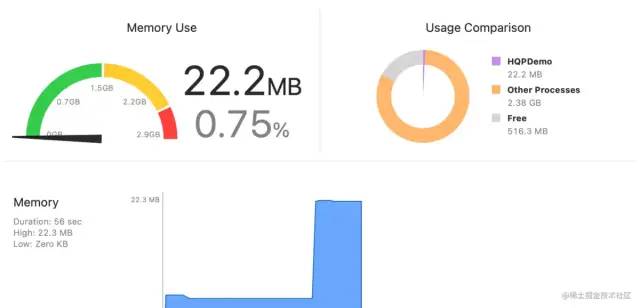 Memory Use
22.2MB
0.75%
0GB
0.7GB
1.5GB
2.2GB
2.9GB
Usage Comparison
HQPDemo
22.2 MB
Other Processes
2.38 GB
Free
516.3 MB
Memory
Duration: 56 sec
High: 22.3 MB
Low: Zero KB
22.3 MB
@稀土掘金技术社区